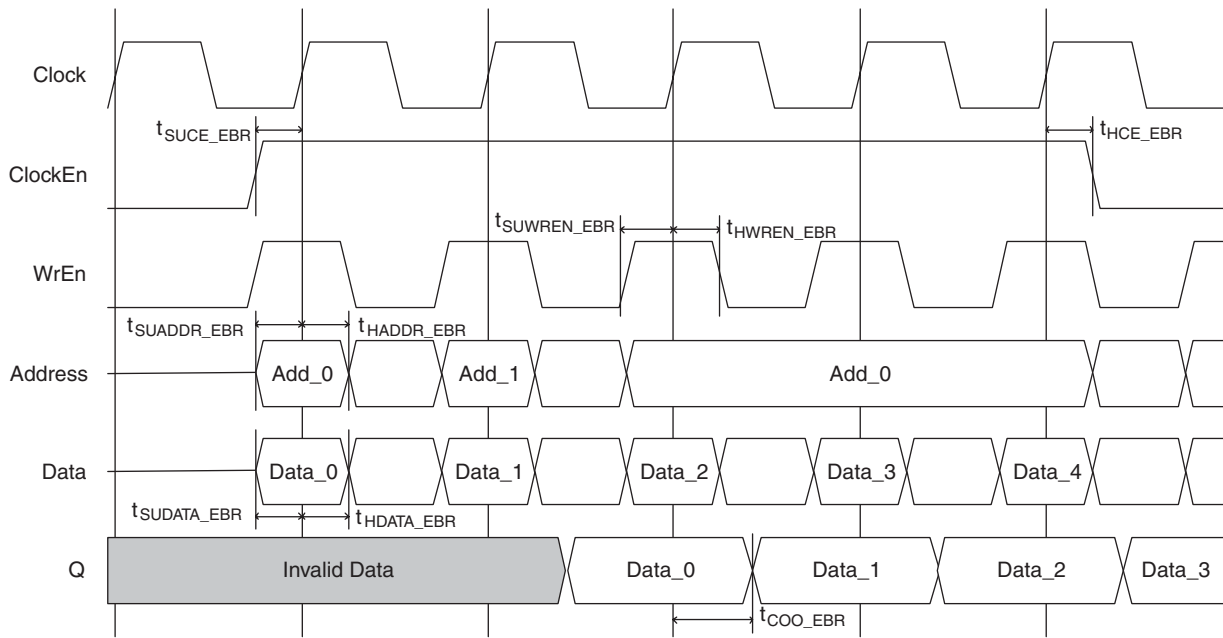 Clock
tSUCE_EBR
tHCE_EBR
ClockEn
tSUWREN_EBR
tHWREN_EBR
WrEn
tSUADDR_EBR
tHADDR_EBR
Address
Add_0
Add_1
Add_0
Data
Data_0
Data_1
Data_2
Data_3
Data_4
tSUDATA_EBR
tHDATA_EBR
Q
Invalid Data
Data_0
Data_1
Data_2
Data_3
tCOO_EBR